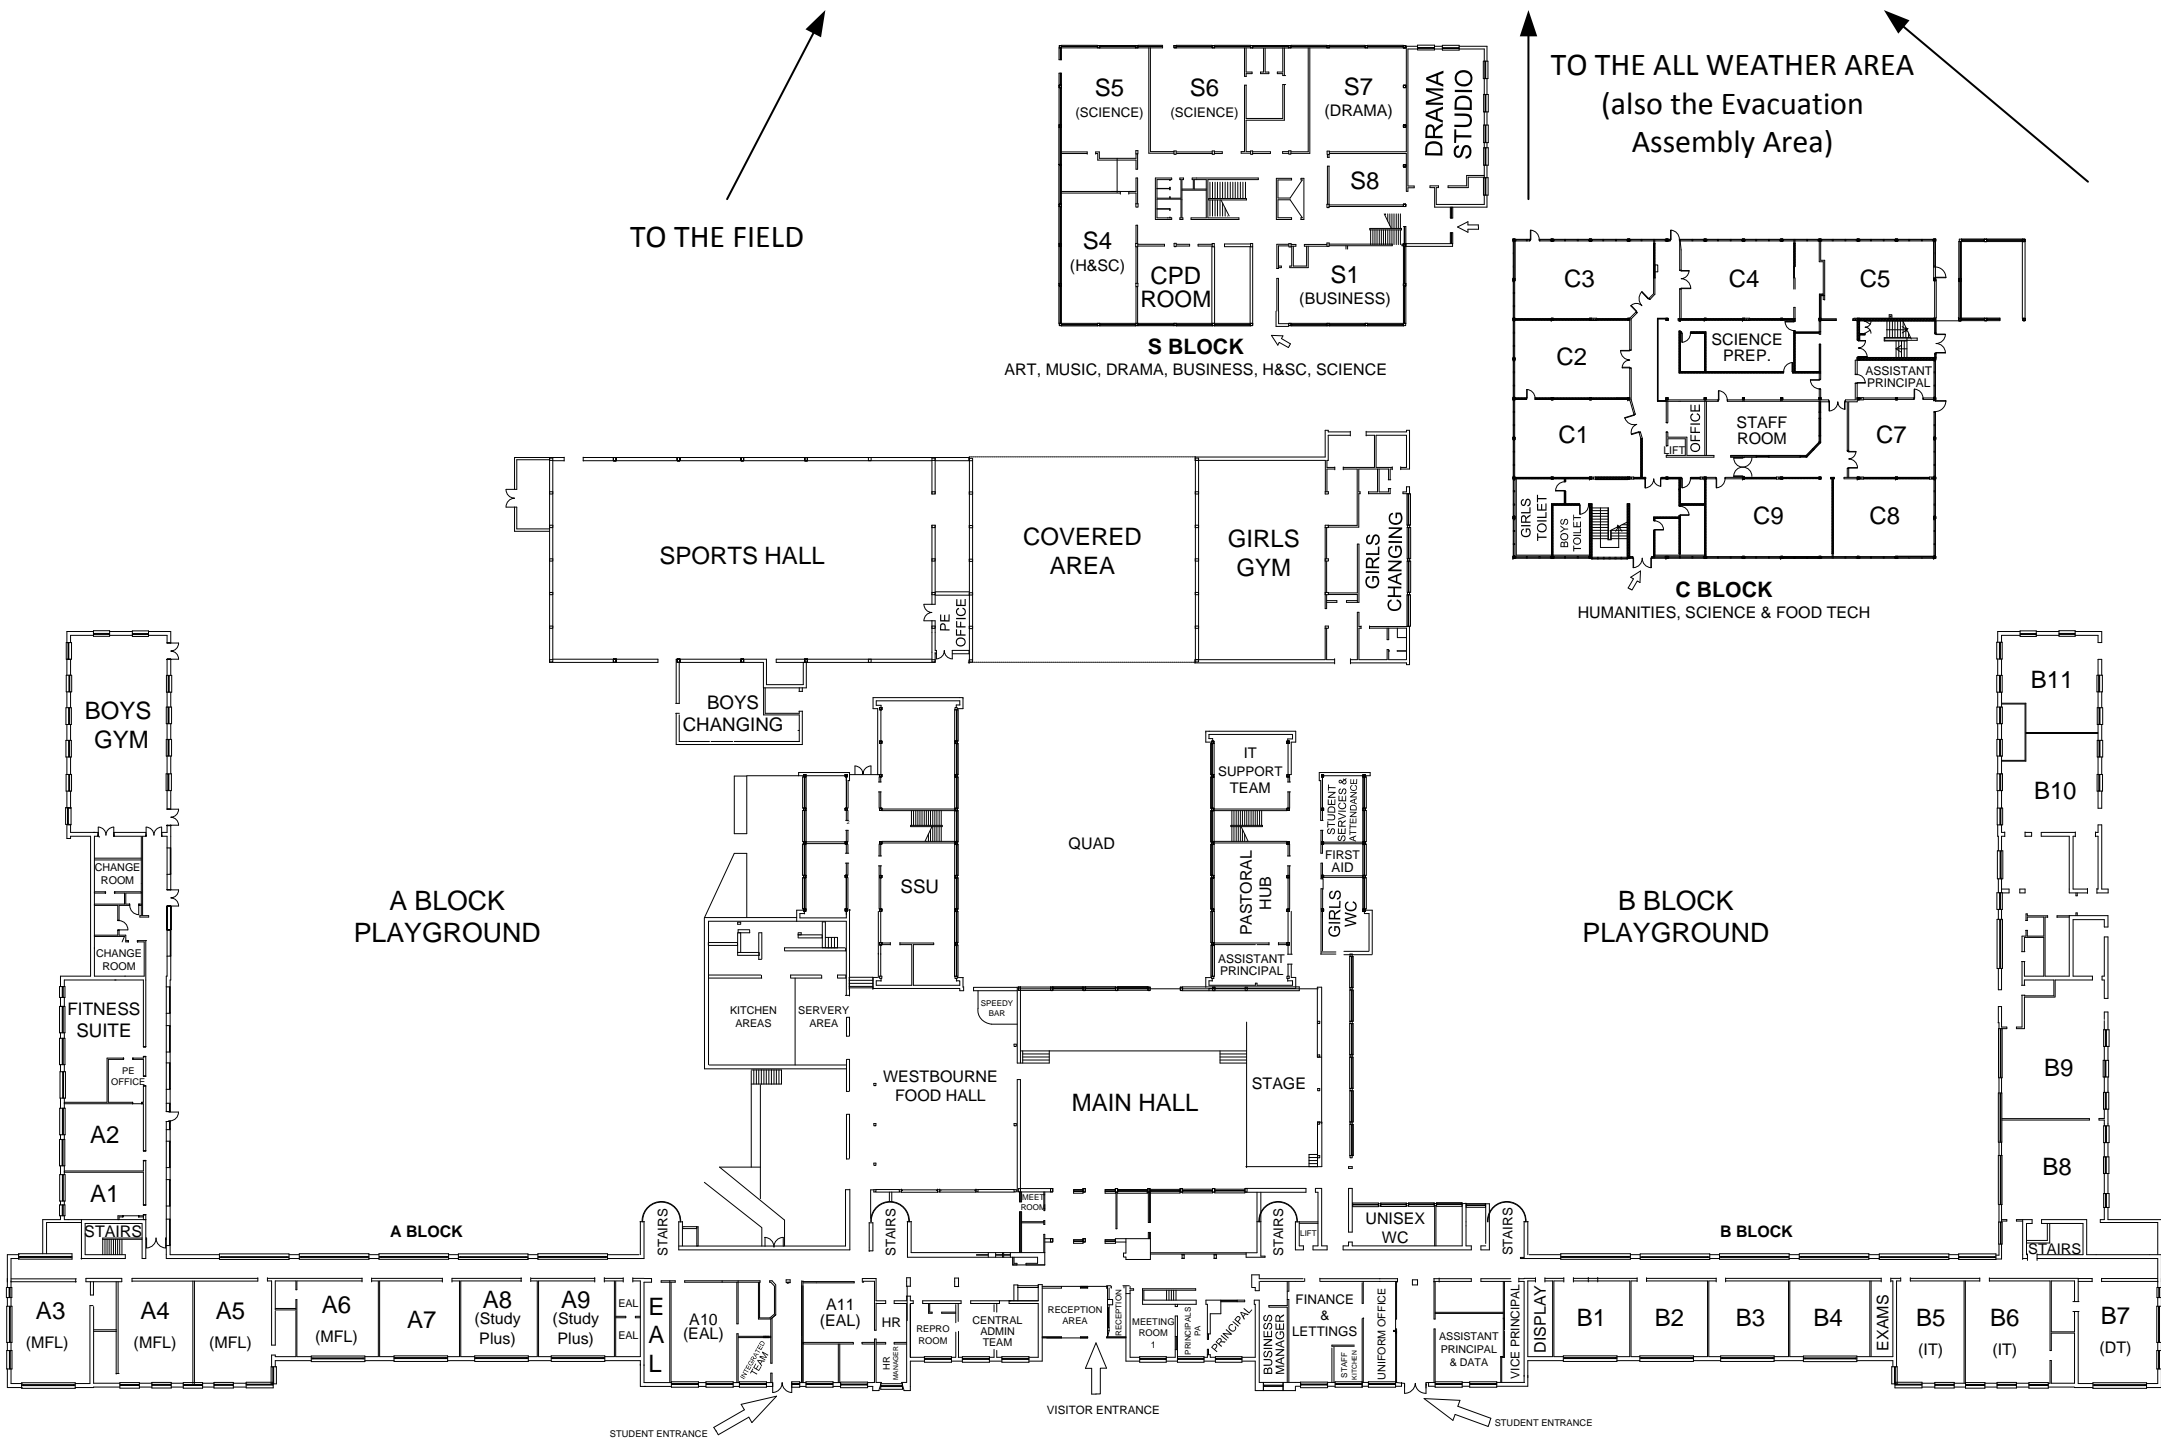 TO THE FIELD
TO THE ALL WEATHER AREA
(also the Evacuation
Assembly Area)
S5
(SCIENCE)
S6
(SCIENCE)
S7
(DRAMA)
DRAMA
STUDIO
S8
S4
(H&SC)
CPD
ROOM
S1
(BUSINESS)
S BLOCK
ART, MUSIC, DRAMA, BUSINESS, H&SC, SCIENCE
C3
C4
C5
C2
SCIENCE
PREP.
ASSISTANT
PRINCIPAL
C1
LIFT
OFFICE
STAFF
ROOM
C7
GIRLS
TOILET
BOYS
TOILET
C9
C8
C BLOCK
HUMANITIES, SCIENCE & FOOD TECH
SPORTS HALL
PE
OFFICE
COVERED
AREA
GIRLS
GYM
GIRLS
CHANGING
BOYS
CHANGING
BOYS
GYM
CHANGE
ROOM
CHANGE
ROOM
FITNESS
SUITE
PE
OFFICE
A2
A1
STAIRS
A BLOCK
PLAYGROUND
A BLOCK
SSU
QUAD
IT
SUPPORT
TEAM
STUDENT
SERVICES &
ATTENDANCE
FIRST
AID
PASTORAL
HUB
GIRLS
WC
ASSISTANT
PRINCIPAL
KITCHEN
AREAS
SERVERY
AREA
SPEEDY
BAR
WESTBOURNE
FOOD HALL
MAIN HALL
STAGE
MEET
ROOM
STAIRS
STAIRS
STAIRS
LIFT
UNISEX
WC
STAIRS
B BLOCK
PLAYGROUND
B BLOCK
B11
B10
B9
B8
STAIRS
A3
(MFL)
A4
(MFL)
A5
(MFL)
A6
(MFL)
A7
A8
(Study
Plus)
A9
(Study
Plus)
EAL
EAL
E
A
L
A10
(EAL)
INTEGRATED
TEAM
A11
(EAL)
HR
HR
MANAGER
REPRO
ROOM
CENTRAL
ADMIN
TEAM
RECEPTION
AREA
RECEPTION
MEETING
ROOM
1
PRINCIPALS
PA
PRINCIPAL
BUSINESS
MANAGER
FINANCE
&
LETTINGS
STAFF
KITCHEN
UNIFORM OFFICE
ASSISTANT
PRINCIPAL
& DATA
VICE PRINCIPAL
DISPLAY
B1
B2
B3
B4
EXAMS
B5
(IT)
B6
(IT)
B7
(DT)
STUDENT ENTRANCE
VISITOR ENTRANCE
STUDENT ENTRANCE